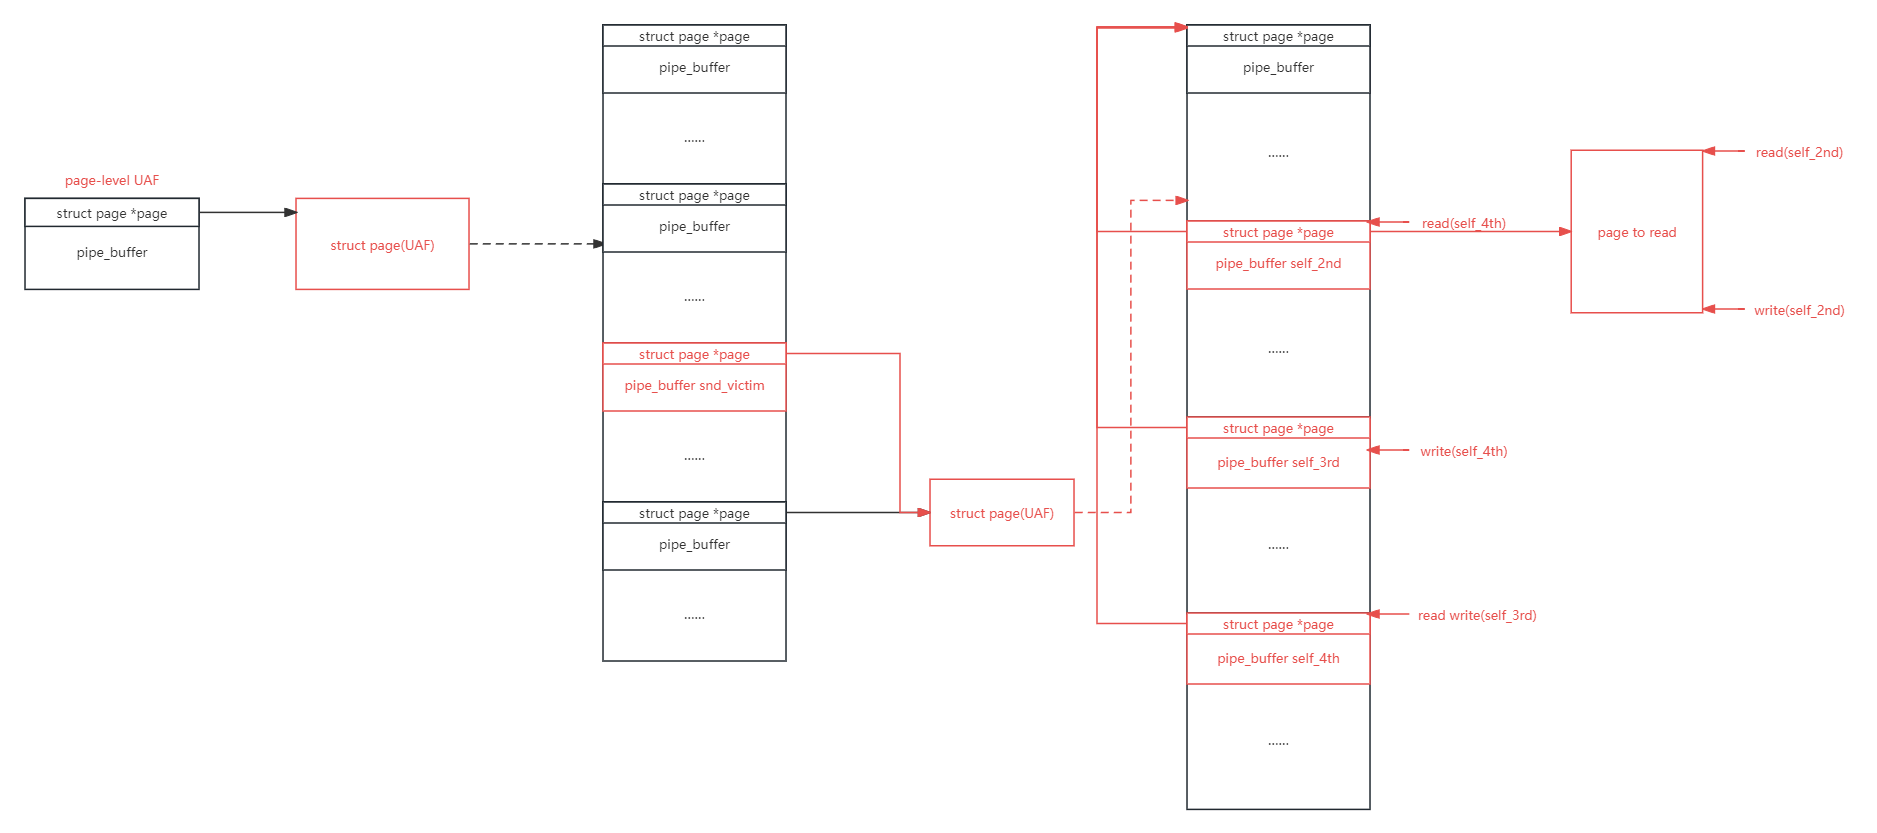 page-level UAF
struct page *page
pipe_buffer
struct page(UAF)
struct page *page
pipe_buffer
......
struct page *page
pipe_buffer
......
struct page *page
pipe_buffer snd_victim
......
struct page *page
pipe_buffer
......
struct page(UAF)
struct page *page
pipe_buffer
......
struct page *page
pipe_buffer self_2nd
......
struct page *page
pipe_buffer self_3rd
......
struct page *page
pipe_buffer self_4th
......
read(self_4th)
write(self_4th)
read write(self_3rd)
page to read
read(self_2nd)
write(self_2nd)